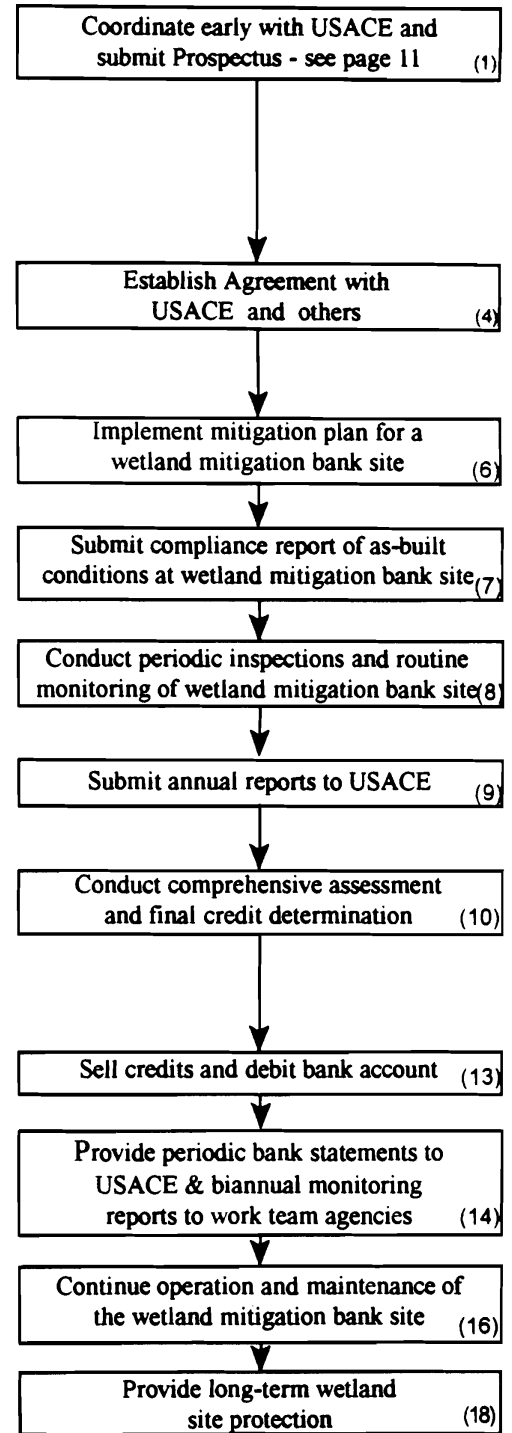 Coordinate early with USACE and
submit Prospectus - see page 11 (1)
Establish Agreement with
USACE and others (4)
Implement mitigation plan for a
wetland mitigation bank site (6)
Submit compliance report of as-built
conditions at wetland mitigation bank site (7)
Conduct periodic inspections and routine
monitoring of wetland mitigation bank site (8)
Submit annual reports to USACE (9)
Conduct comprehensive assessment
and final credit determination (10)
Sell credits and debit bank account (13)
Provide periodic bank statements to
USACE & biannual monitoring
reports to work team agencies (14)
Continue operation and maintenance of
the wetland mitigation bank site (16)
Provide long-term wetland
site protection (18)